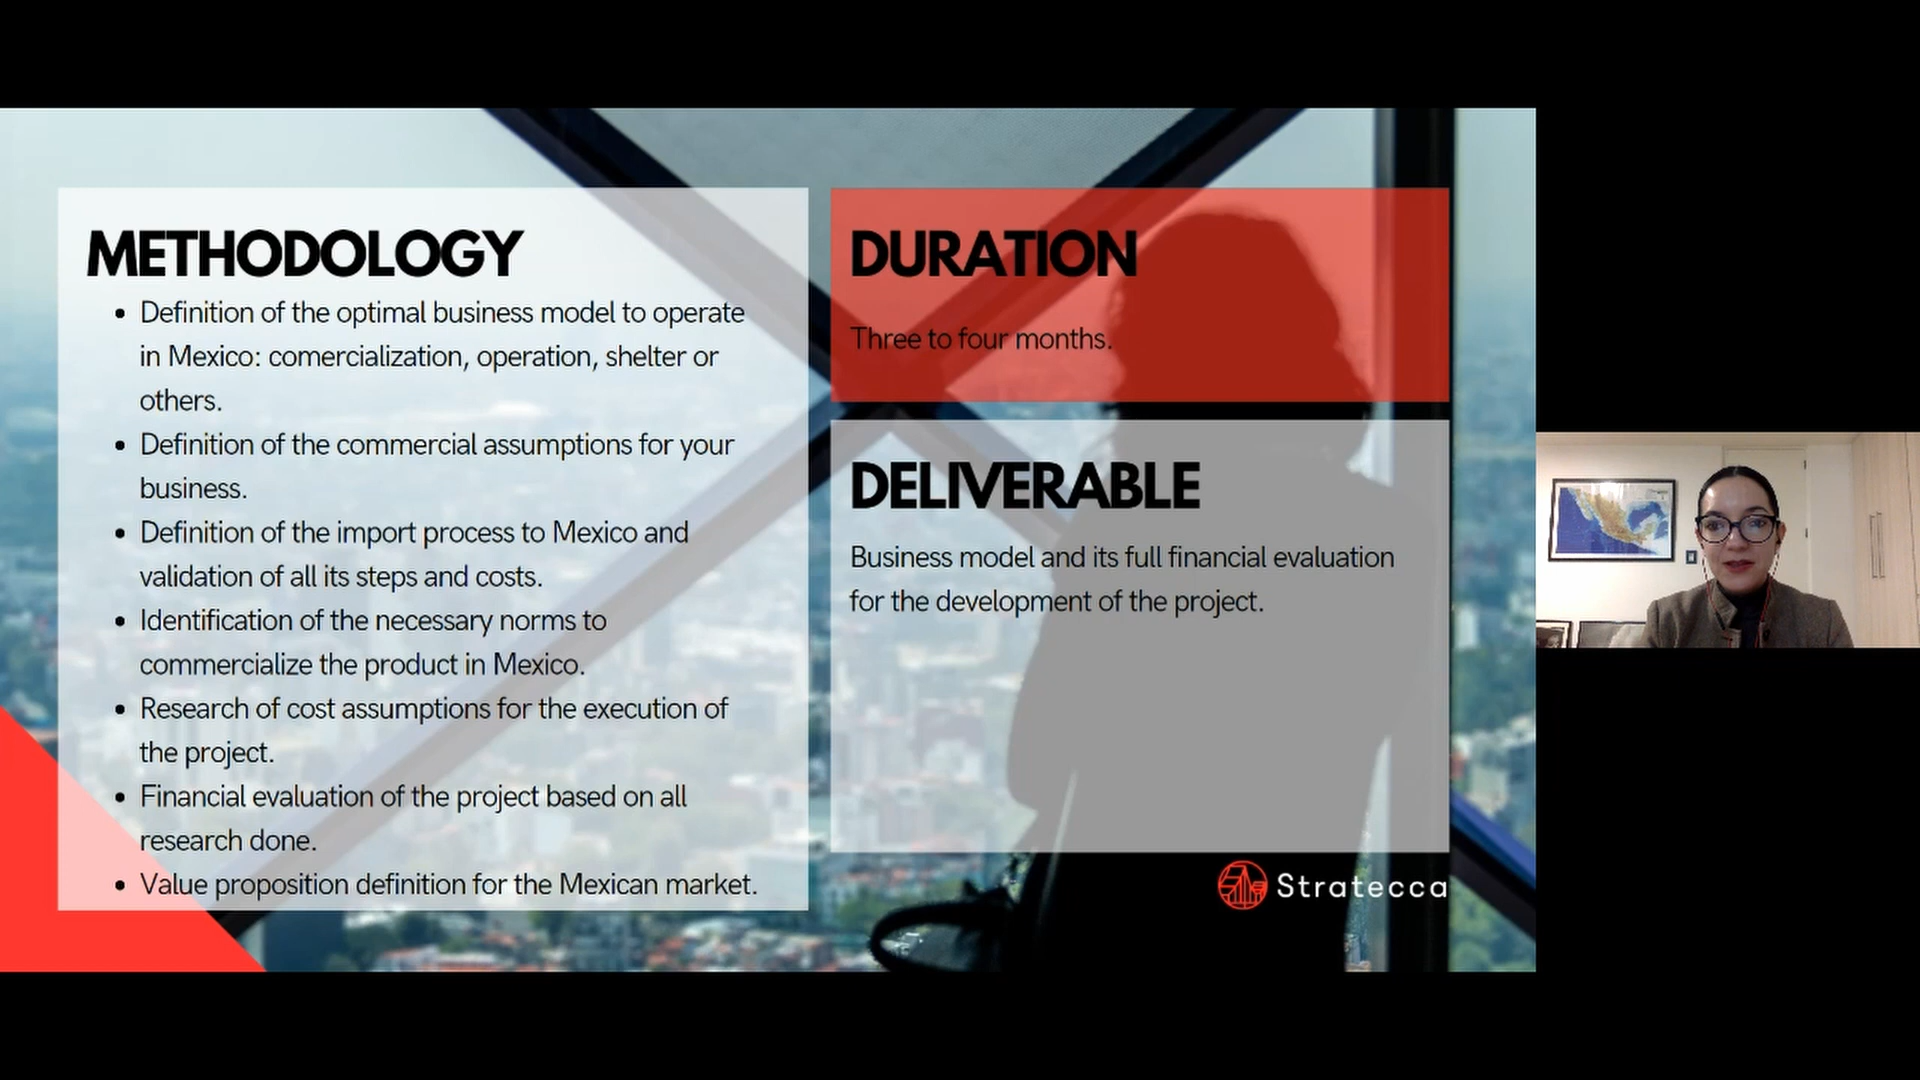 METHODOLOGY
• Definition of the optimal business model to operate
in Mexico: comercialization, operation, shelter or
others.
• Definition of the commercial assumptions for your
business.
• Definition of the import process to Mexico and
validation of all its steps and costs.
• Identification of the necessary norms to
commercialize the product in Mexico.
• Research of cost assumptions for the execution of
the project.
• Financial evaluation of the project based on all
research done.
• Value proposition definition for the Mexican market.
DURATION
Three to four months.
DELIVERABLE
Business model and its full financial evaluation
for the development of the project.
Stratecca